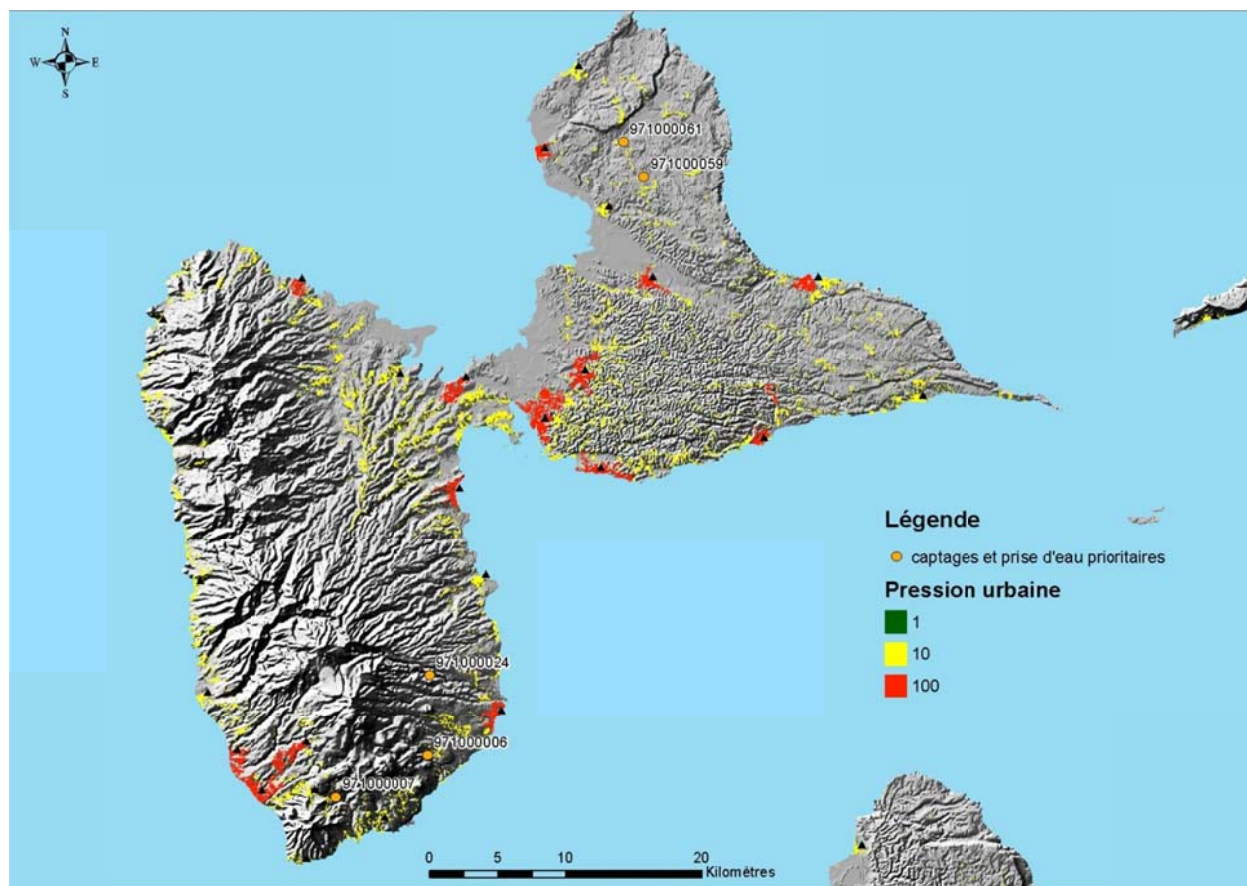 N
W E
S
971000061
971000059
Légende
captages et prise d'eau prioritaires
Pression urbaine
1
10
100
971000024
971000006
971000007
0 5 10 20
Kilomètres